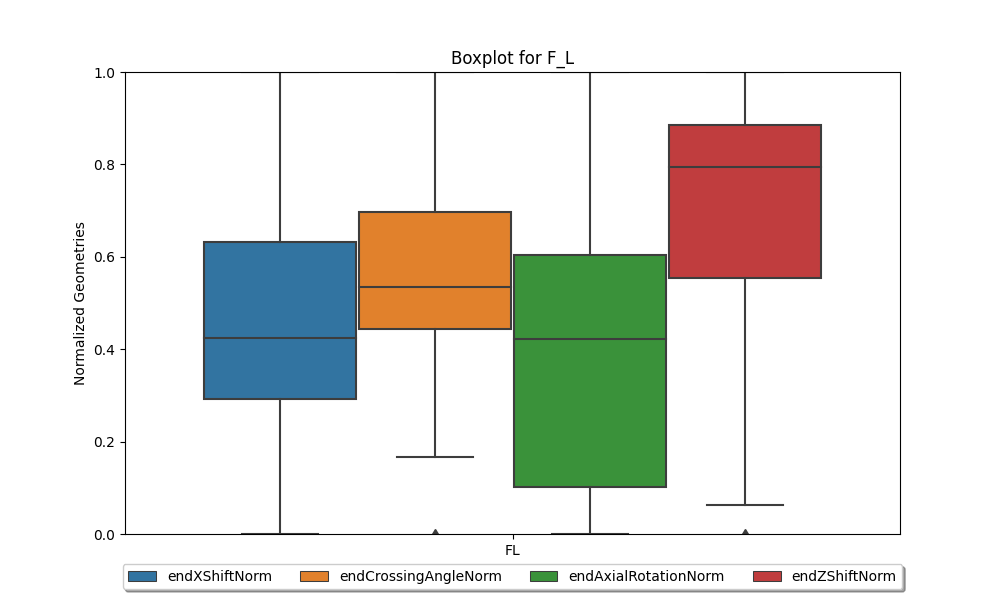 Boxplot for F_L
1.0
0.8
0.6
0.4
0.2
0.0
Normalized Geometries
FL
endXShiftNorm endCrossingAngleNorm endAxialRotationNorm endZShiftNorm